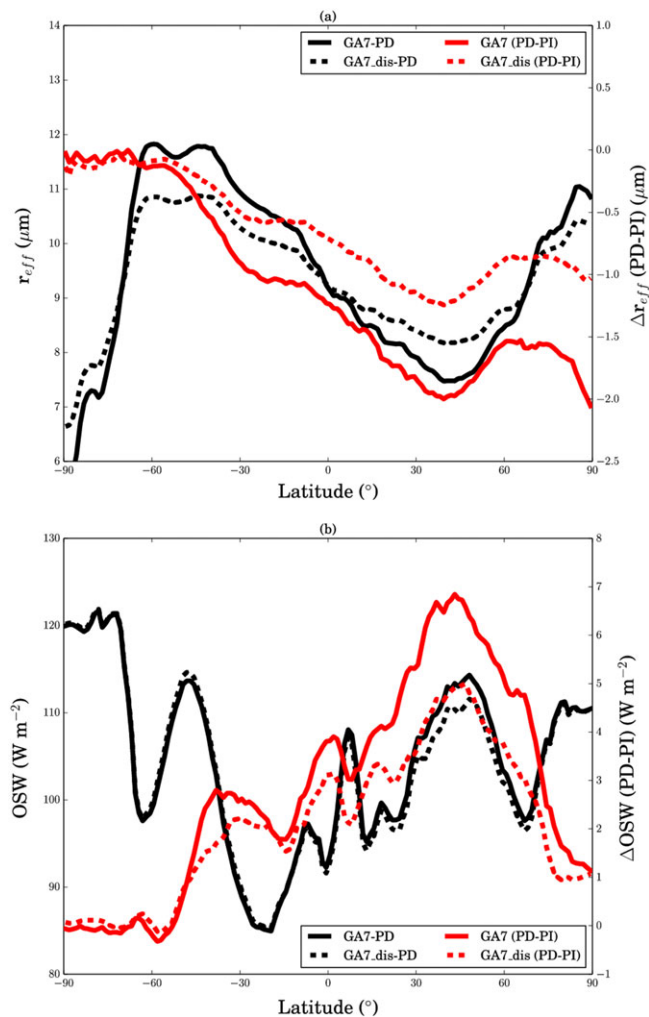 (a)
GA7-PD
GA7_dis-PD
GA7 (PD-PI)
GA7_dis (PD-PI)
14
13
12
11
10
9
8
7
6
r_eff (μm)
1.0
0.5
0.0
−0.5
−1.0
−1.5
−2.0
−2.5
Δr_eff (PD-PI) (μm)
−90 −60 −30 0 30 60 90
Latitude (°)
(b)
130
120
110
100
90
80
OSW (W m⁻²)
8
7
6
5
4
3
2
1
0
−1
ΔOSW (PD-PI) (W m⁻²)
GA7-PD
GA7_dis-PD
GA7 (PD-PI)
GA7_dis (PD-PI)
−90 −60 −30 0 30 60 90
Latitude (°)